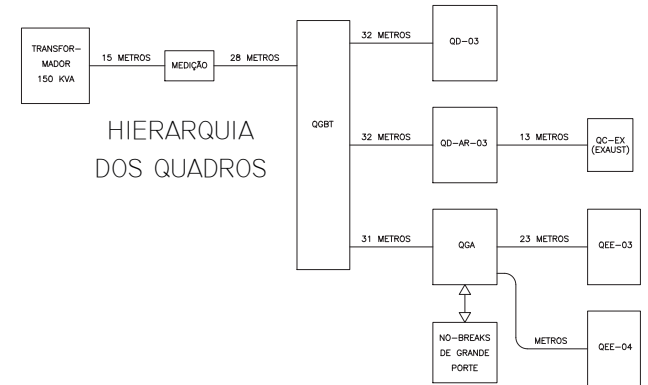 TRANSFOR-
MADOR
150 KVA
15 METROS
MEDIÇÃO
28 METROS
HIERARQUIA
DOS QUADROS
QGBT
32 METROS
QD-03
32 METROS
QD-AR-03
13 METROS
QC-EX
(EXAUST)
31 METROS
QGA
23 METROS
QEE-03
NO-BREAKS
DE GRANDE
PORTE
METROS
QEE-04